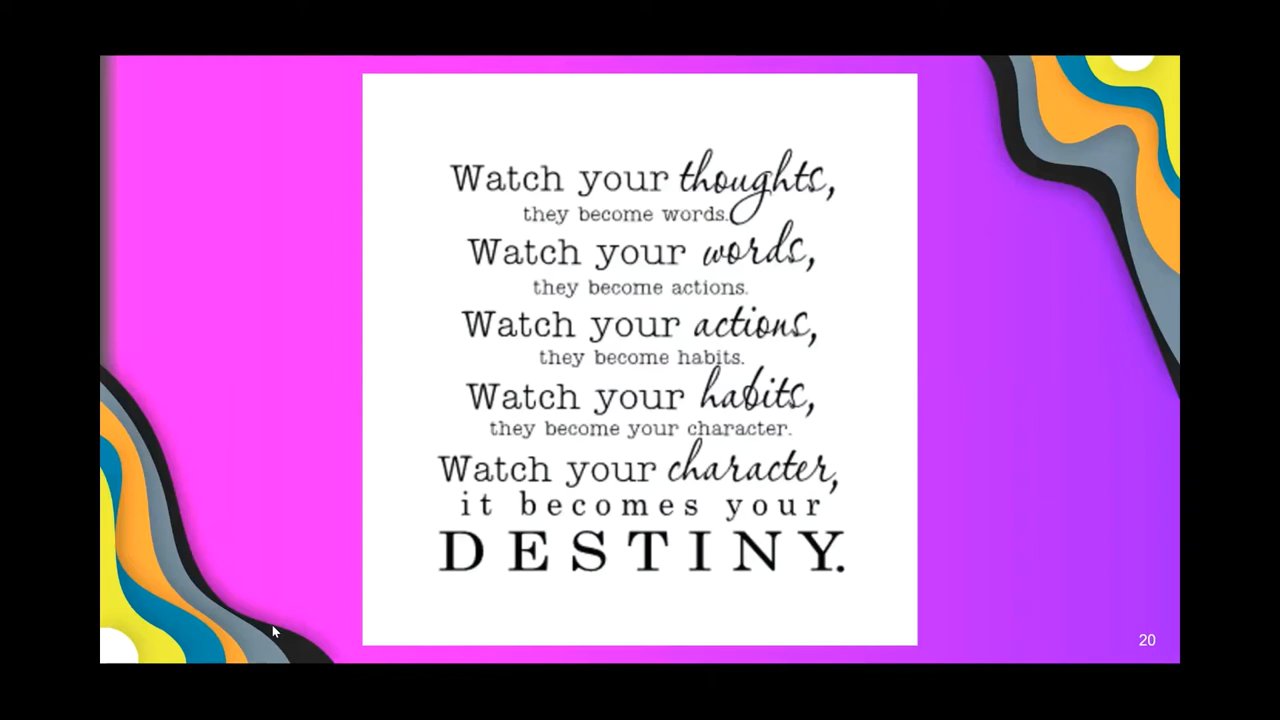 Watch your thoughts,
they become words.
Watch your words,
they become actions.
Watch your actions,
they become habits.
Watch your habits,
they become your character.
Watch your character,
it becomes your
DESTINY.
20